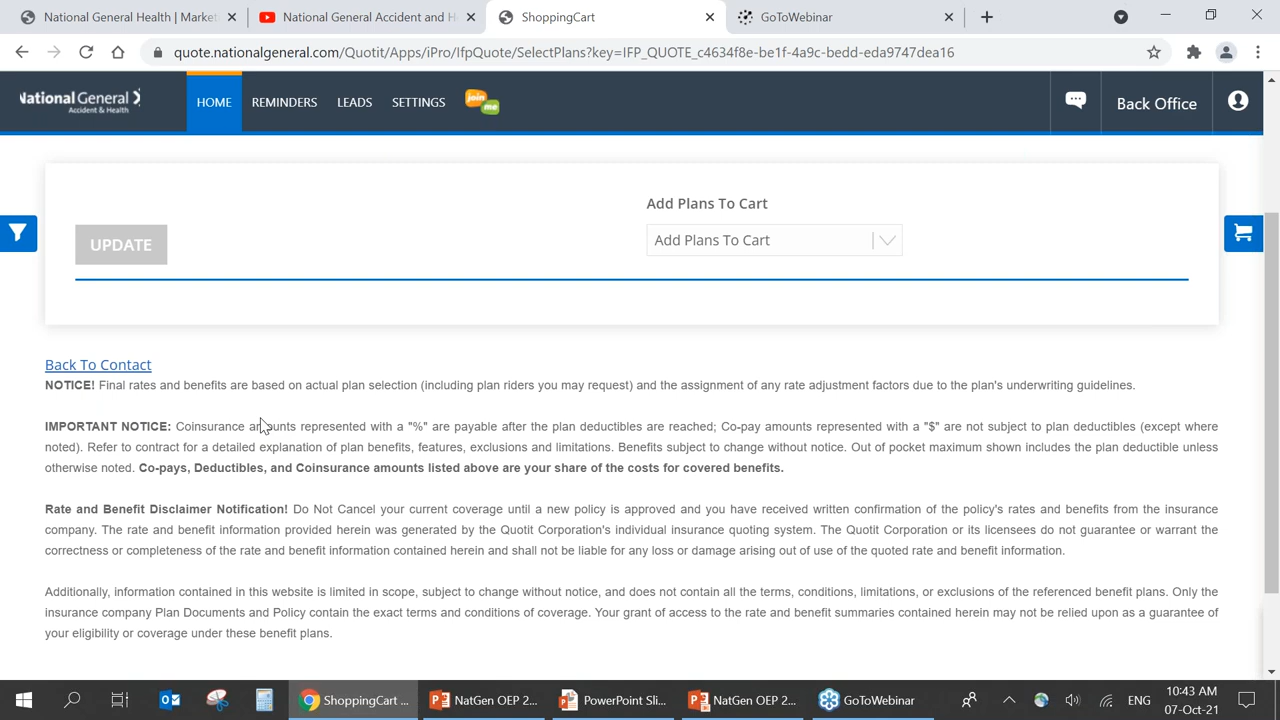 National General Health | Market
National General Accident and H
ShoppingCart
GoToWebinar
quote.nationalgeneral.com/Quotit/Apps/iPro/IfpQuote/SelectPlans?key=IFP_QUOTE_c4634f8e-be1f-4a9c-bedd-eda9747dea16
National General
Accident & Health
HOME
REMINDERS
LEADS
SETTINGS
join
me
Back Office
Add Plans To Cart
UPDATE
Add Plans To Cart
Back To Contact
NOTICE! Final rates and benefits are based on actual plan selection (including plan riders you may request) and the assignment of any rate adjustment factors due to the plan's underwriting guidelines.
IMPORTANT NOTICE: Coinsurance amounts represented with a "%" are payable after the plan deductibles are reached; Co-pay amounts represented with a "$" are not subject to plan deductibles (except where
noted). Refer to contract for a detailed explanation of plan benefits, features, exclusions and limitations. Benefits subject to change without notice. Out of pocket maximum shown includes the plan deductible unless
otherwise noted. Co-pays, Deductibles, and Coinsurance amounts listed above are your share of the costs for covered benefits.
Rate and Benefit Disclaimer Notification! Do Not Cancel your current coverage until a new policy is approved and you have received written confirmation of the policy's rates and benefits from the insurance
company. The rate and benefit information provided herein was generated by the Quotit Corporation's individual insurance quoting system. The Quotit Corporation or its licensees do not guarantee or warrant the
correctness or completeness of the rate and benefit information contained herein and shall not be liable for any loss or damage arising out of use of the quoted rate and benefit information.
Additionally, information contained in this website is limited in scope, subject to change without notice, and does not contain all the terms, conditions, limitations, or exclusions of the referenced benefit plans. Only the
insurance company Plan Documents and Policy contain the exact terms and conditions of coverage. Your grant of access to the rate and benefit summaries contained herein may not be relied upon as a guarantee of
your eligibility or coverage under these benefit plans.
ShoppingCart ...
NatGen OEP 2...
PowerPoint Sli...
NatGen OEP 2...
GoToWebinar
ENG
10:43 AM
07-Oct-21